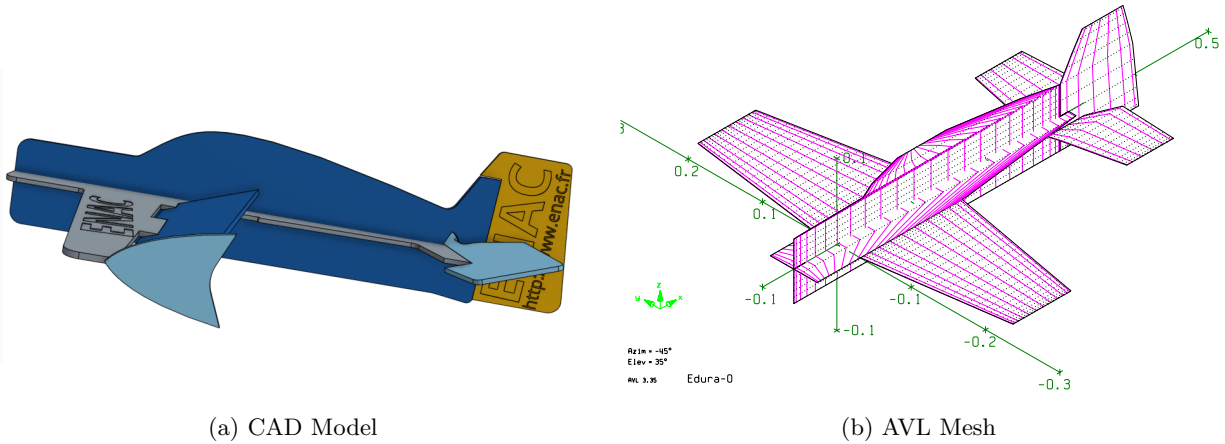 ENAC
ENAC
http://www.enac.fr
(a) CAD Model
0.5
0.2
0.1
0.1
-0.1
-0.1
-0.1
-0.2
-0.3
z
y x
Azim = -45°
Elev = 35°
AVL 3.35 Edura-0
(b) AVL Mesh